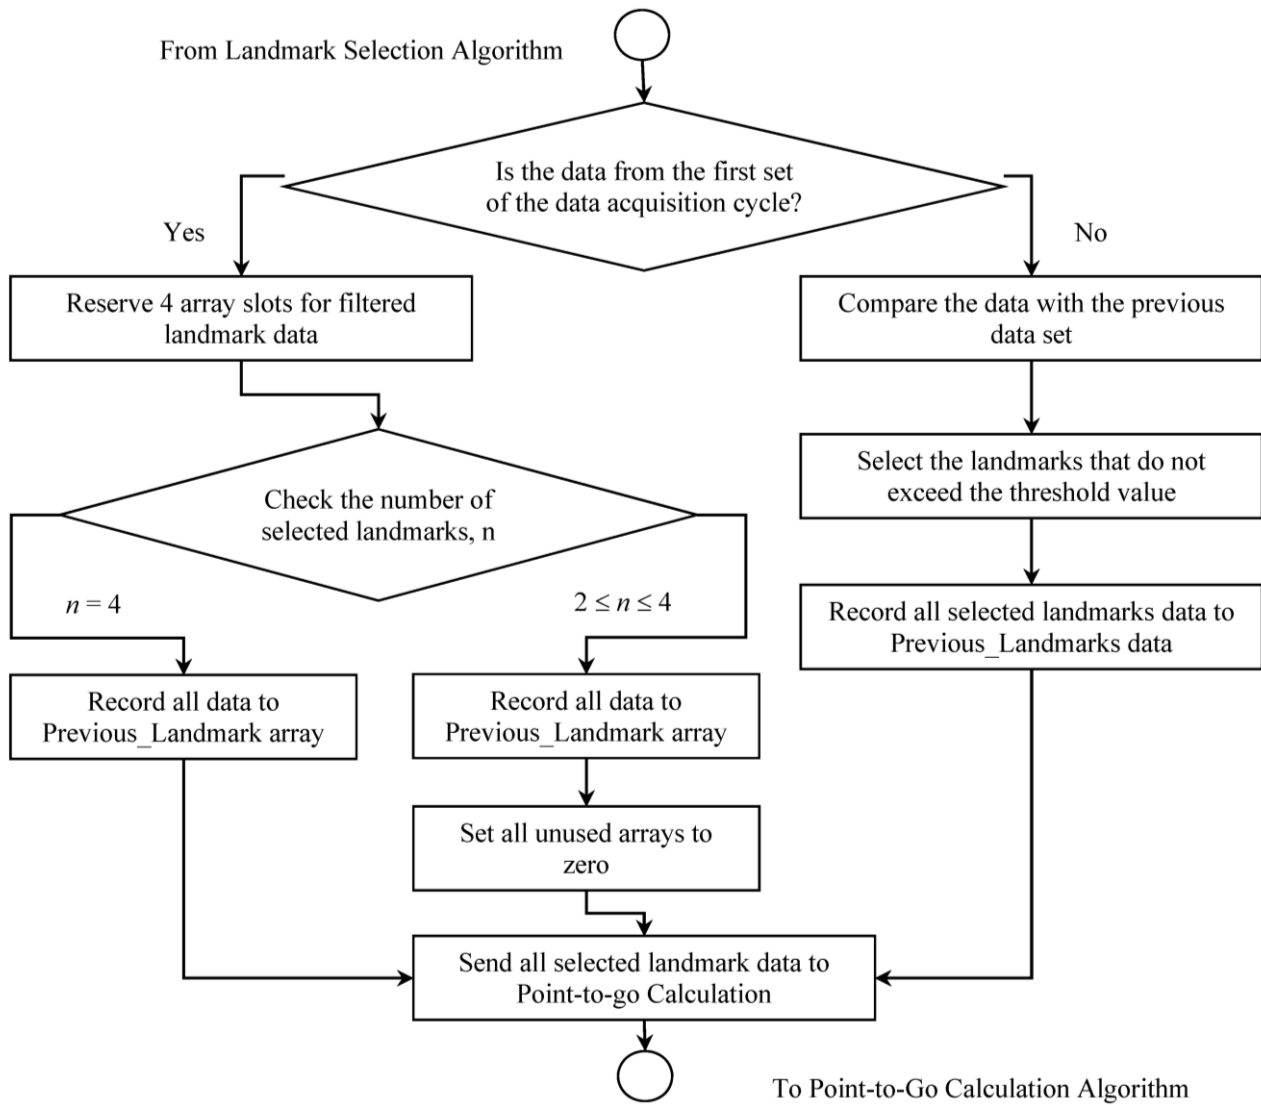 From Landmark Selection Algorithm
Is the data from the first set
of the data acquisition cycle?
Yes
No
Reserve 4 array slots for filtered
landmark data
Compare the data with the previous
data set
Check the number of
selected landmarks, n
Select the landmarks that do not
exceed the threshold value
n = 4
2 ≤ n ≤ 4
Record all selected landmarks data to
Previous_Landmarks data
Record all data to
Previous_Landmark array
Record all data to
Previous_Landmark array
Set all unused arrays to
zero
Send all selected landmark data to
Point-to-go Calculation
To Point-to-Go Calculation Algorithm